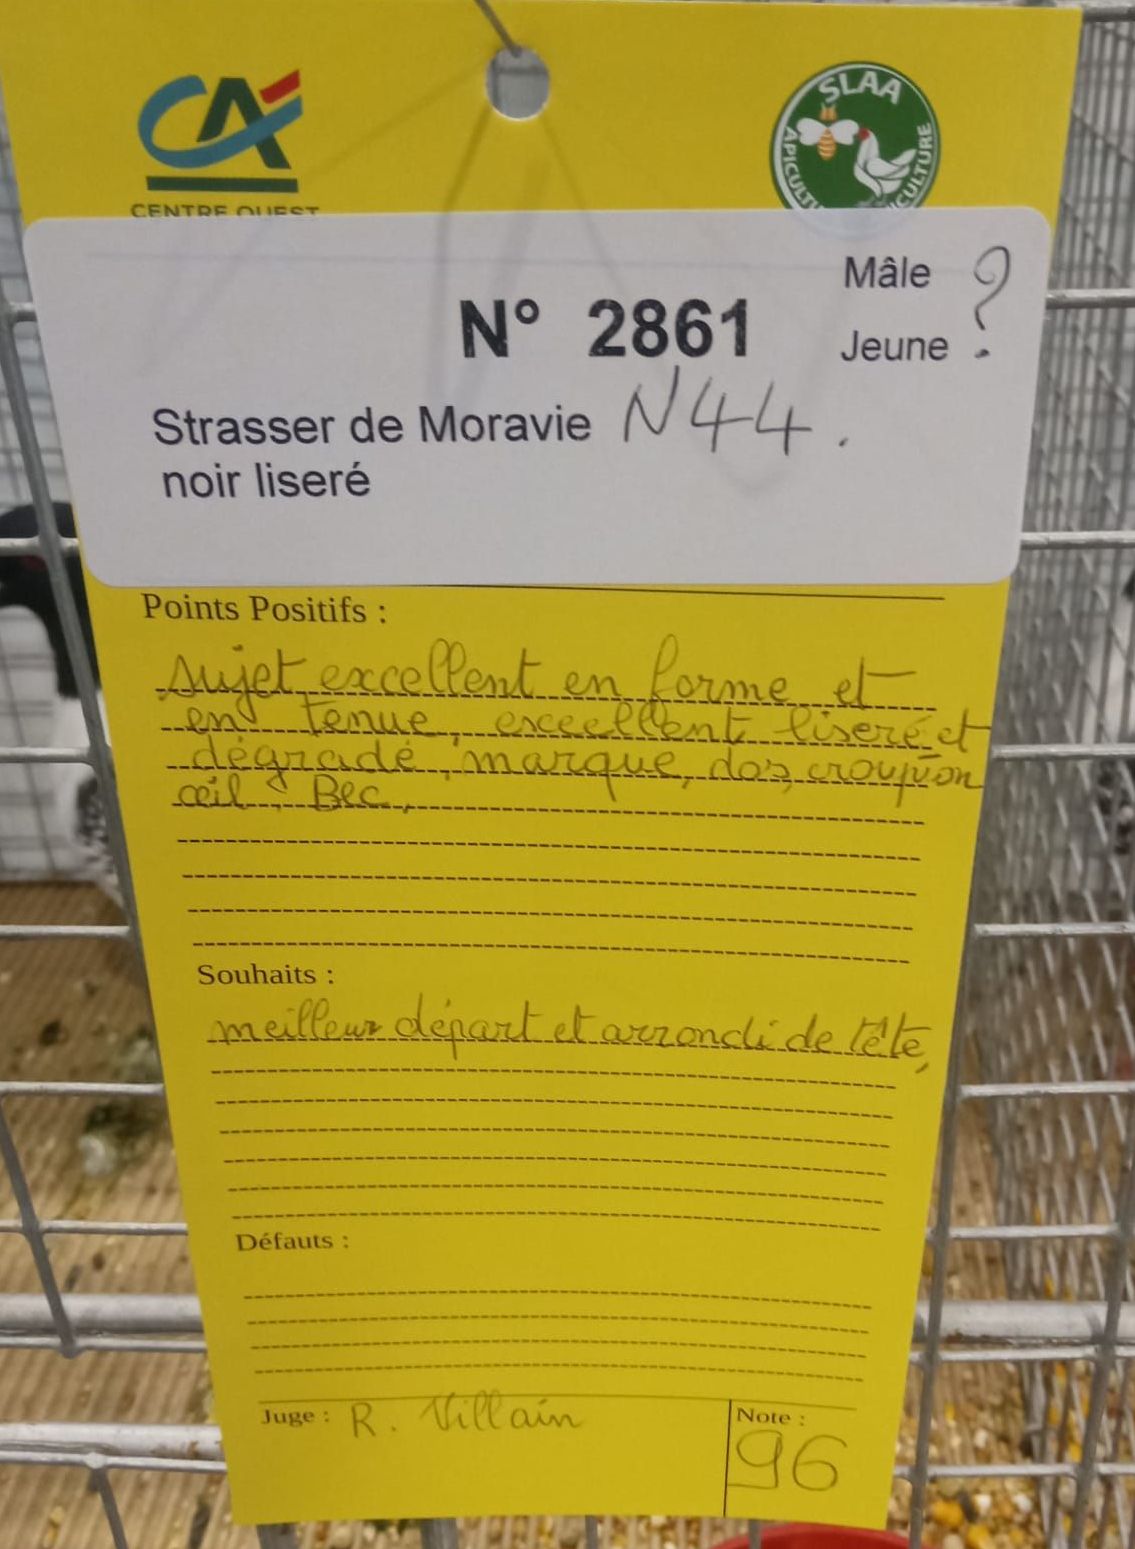 CENTRE OUEST
SLAA
Mâle ?
N° 2861
Jeune
Strasser de Moravie N44.
noir liseré
Points Positifs :
sujet excellent en forme et
en tenue, excellent liseré et
dégradé, marque, dos, croupion
œil, Bec,
Souhaits :
meilleur départ et arrondi de tête,
Défauts :
Juge : R. Villain
Note :
96